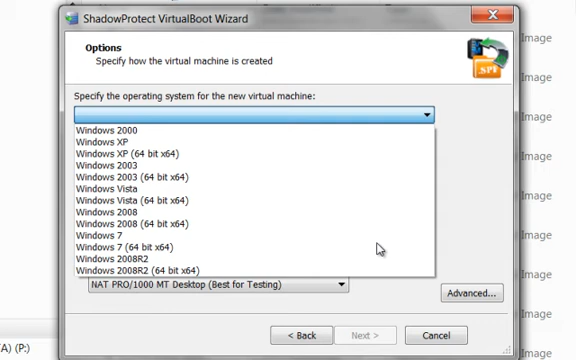 ShadowProtect VirtualBoot Wizard
Options
Specify how the virtual machine is created
.SPF
Specify the operating system for the new virtual machine:
Windows 2000
Windows XP
Windows XP (64 bit x64)
Windows 2003
Windows 2003 (64 bit x64)
Windows Vista
Windows Vista (64 bit x64)
Windows 2008
Windows 2008 (64 bit x64)
Windows 7
Windows 7 (64 bit x64)
Windows 2008R2
Windows 2008R2 (64 bit x64)
NAT PRO/1000 MT Desktop (Best for Testing)
Advanced...
< Back
Next >
Cancel
Image
Image
Image
Image
Image
Image
Image
Image
Image
TA) (P:)